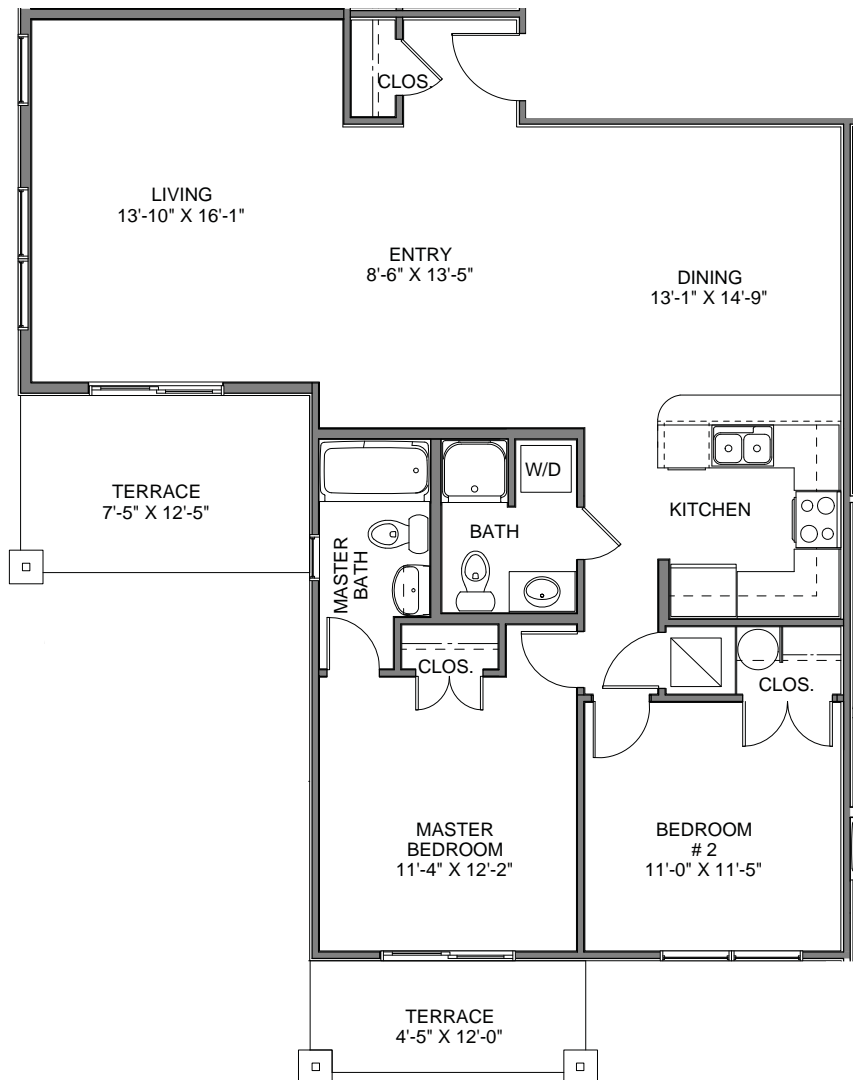 CLOS.
LIVING
13'-10" X 16'-1"
ENTRY
8'-6" X 13'-5"
DINING
13'-1" X 14'-9"
W/D
TERRACE
7'-5" X 12'-5"
KITCHEN
BATH
MASTER
BATH
CLOS.
CLOS.
MASTER
BEDROOM
11'-4" X 12'-2"
BEDROOM
# 2
11'-0" X 11'-5"
TERRACE
4'-5" X 12'-0"